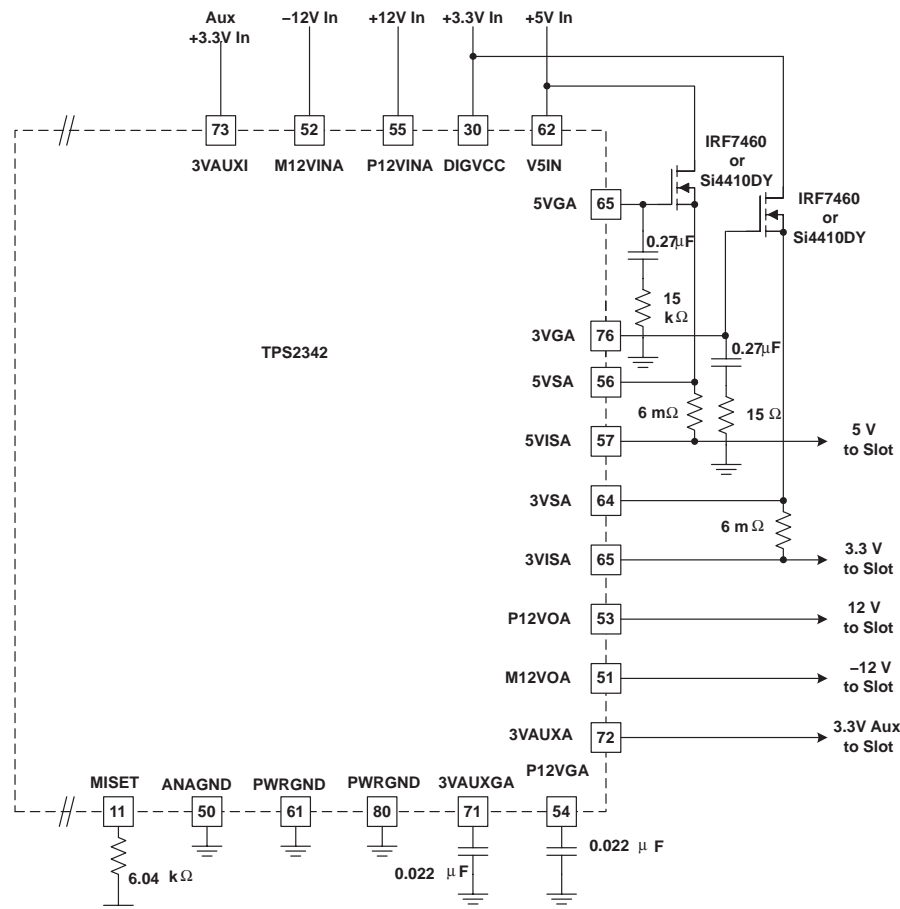 Aux
+3.3V In
–12V In
+12V In
+3.3V In
+5V In
73
52
55
30
62
3VAUXI
M12VINA
P12VINA
DIGVCC
V5IN
IRF7460
or
Si4410DY
IRF7460
or
Si4410DY
5VGA
65
0.27μF
15
kΩ
3VGA
76
0.27μF
TPS2342
5VSA
56
6 mΩ
15 Ω
5VISA
57
5 V
to Slot
3VSA
64
6 mΩ
3VISA
65
3.3 V
to Slot
P12VOA
53
12 V
to Slot
M12VOA
51
–12 V
to Slot
3VAUXA
72
3.3V Aux
to Slot
MISET
ANAGND
PWRGND
PWRGND
3VAUXGA
P12VGA
11
50
61
80
71
54
6.04 kΩ
0.022 μF
0.022 μF